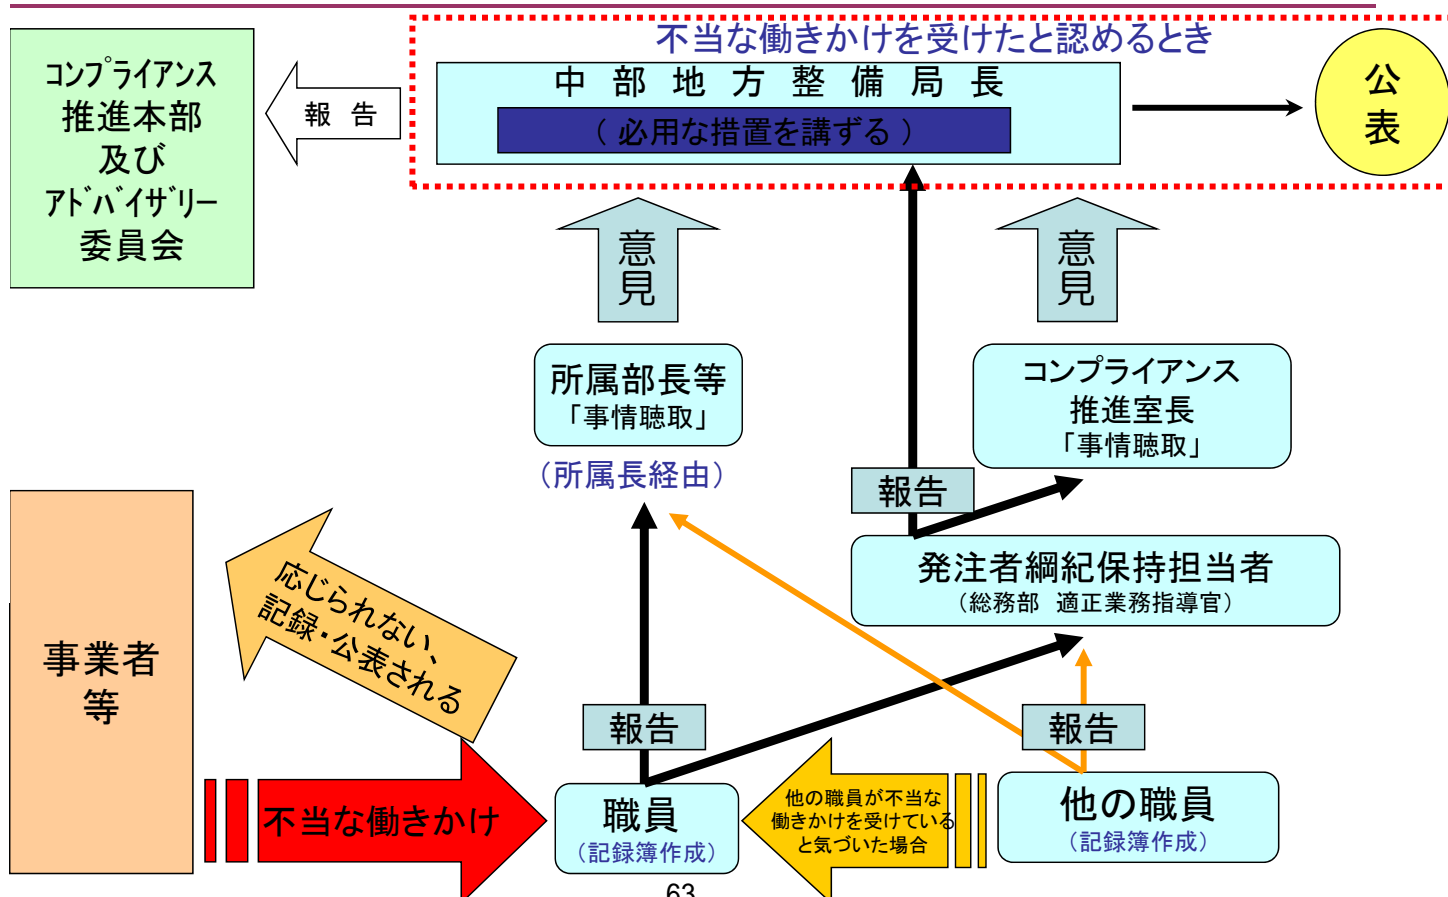 不当な働きかけを受けたと認めるとき
コンプライアンス
推進本部
及び
アドバイザリー
委員会
報 告
中 部 地 方 整 備 局 長
（ 必用な措置を講ずる ）
公
表
意
見
意
見
所属部長等
「事情聴取」
（所属長経由）
コンプライアンス
推進室長
「事情聴取」
報告
発注者綱紀保持担当者
（総務部 適正業務指導官）
事業者
等
応じられない、
記録・公表される
報告
報告
不当な働きかけ
職員
（記録簿作成）
他の職員が不当な
働きかけを受けている
と気づいた場合
他の職員
（記録簿作成）
63